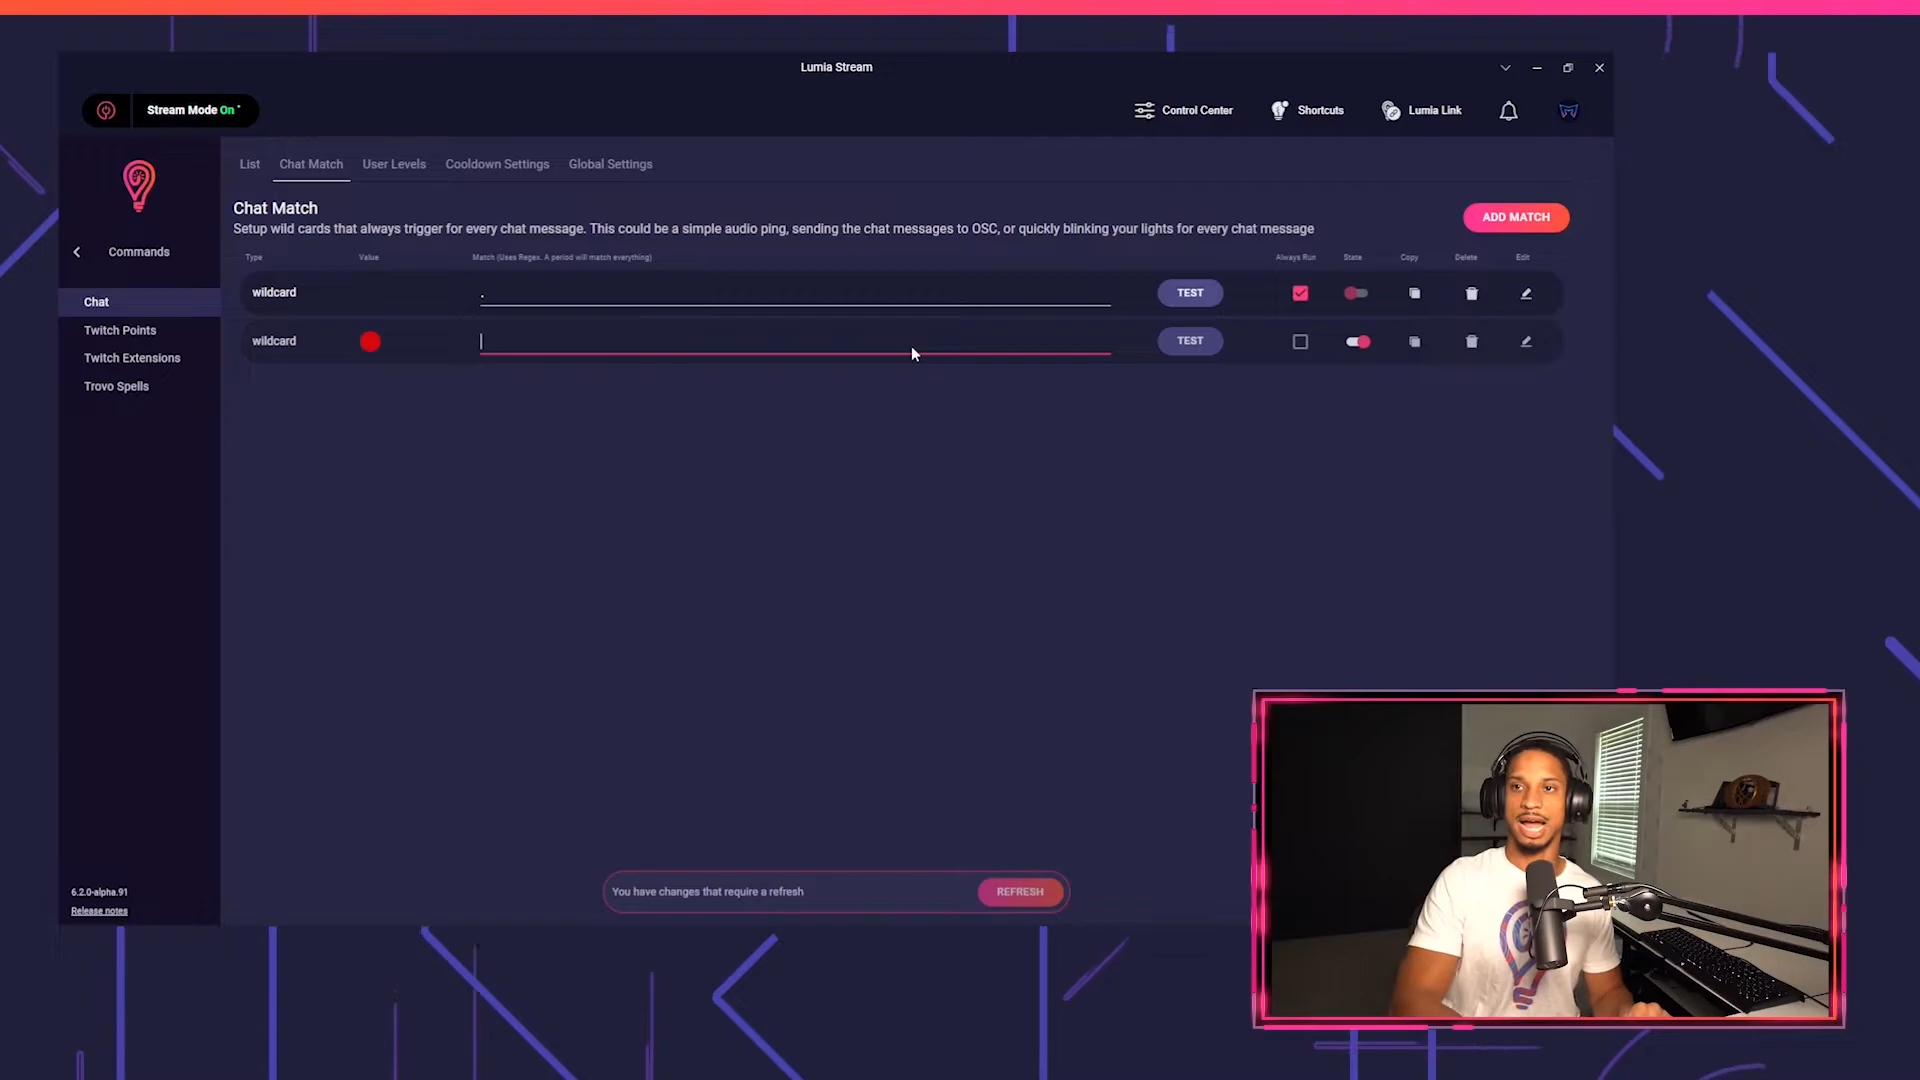 Lumia Stream
Stream Mode On
Control Center
Shortcuts
Lumia Link
Commands
Chat
Twitch Points
Twitch Extensions
Trovo Spells
6.2.0-alpha.91
Release notes
List
Chat Match
User Levels
Cooldown Settings
Global Settings
Chat Match
Setup wild cards that always trigger for every chat message. This could be a simple audio ping, sending the chat messages to OSC, or quickly blinking your lights for every chat message
ADD MATCH
Type
Value
Match (Uses Regex. A period will match everything)
Always Run
State
Copy
Delete
Edit
wildcard
.
TEST
wildcard
TEST
You have changes that require a refresh
REFRESH